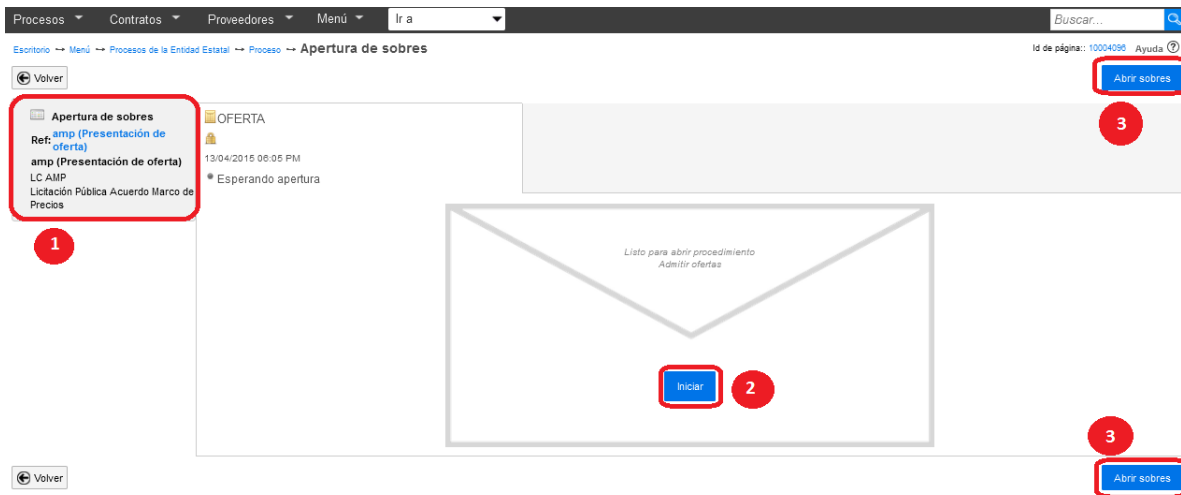 Procesos Contratos Proveedores Menú Ir a Buscar...
Escritorio → Menú → Procesos de la Entidad Estatal → Proceso → Apertura de sobres Id de página:: 10004096 Ayuda ?
Volver Abrir sobres
3
Apertura de sobres
Ref: amp (Presentación de
oferta)
amp (Presentación de oferta)
LC AMP
Licitación Pública Acuerdo Marco de
Precios
1
OFERTA
13/04/2015 06:05 PM
Esperando apertura
Listo para abrir procedimiento
Admitir ofertas
Iniciar 2
3
Volver Abrir sobres